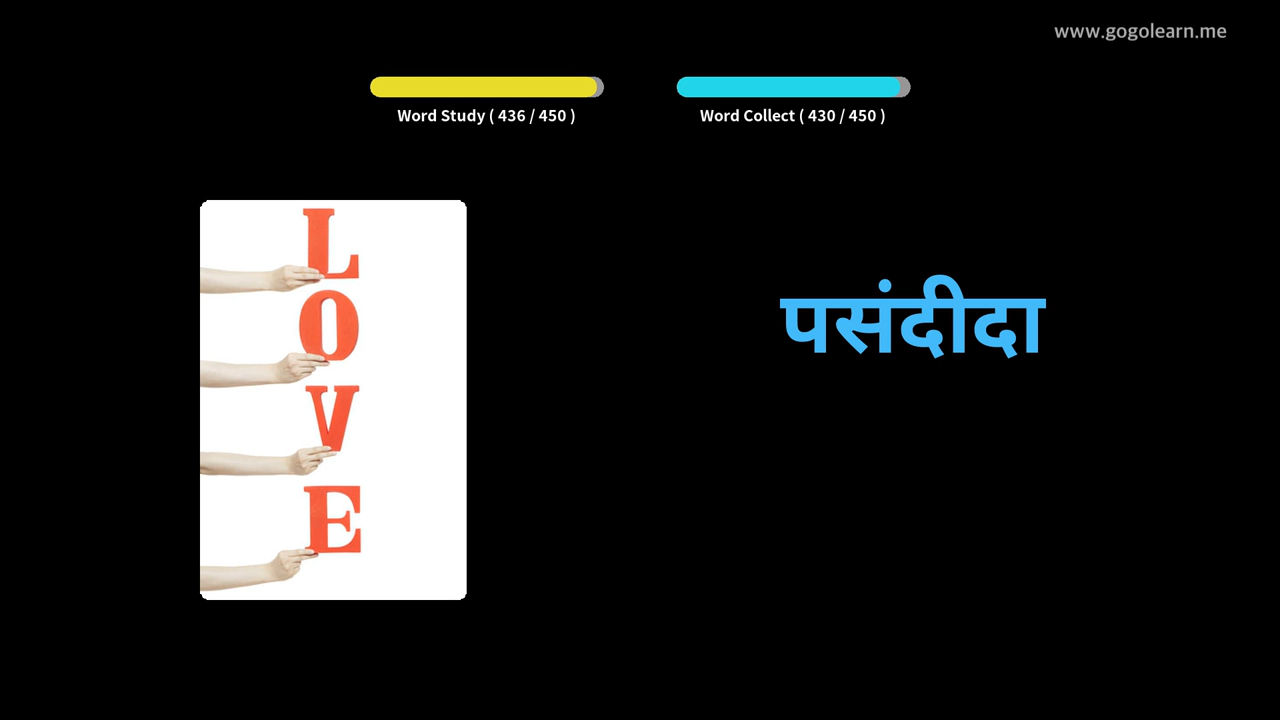 www.gogolearn.me
Word Study ( 436 / 450 )
Word Collect ( 430 / 450 )
L
O
V
E
पसंदीदा